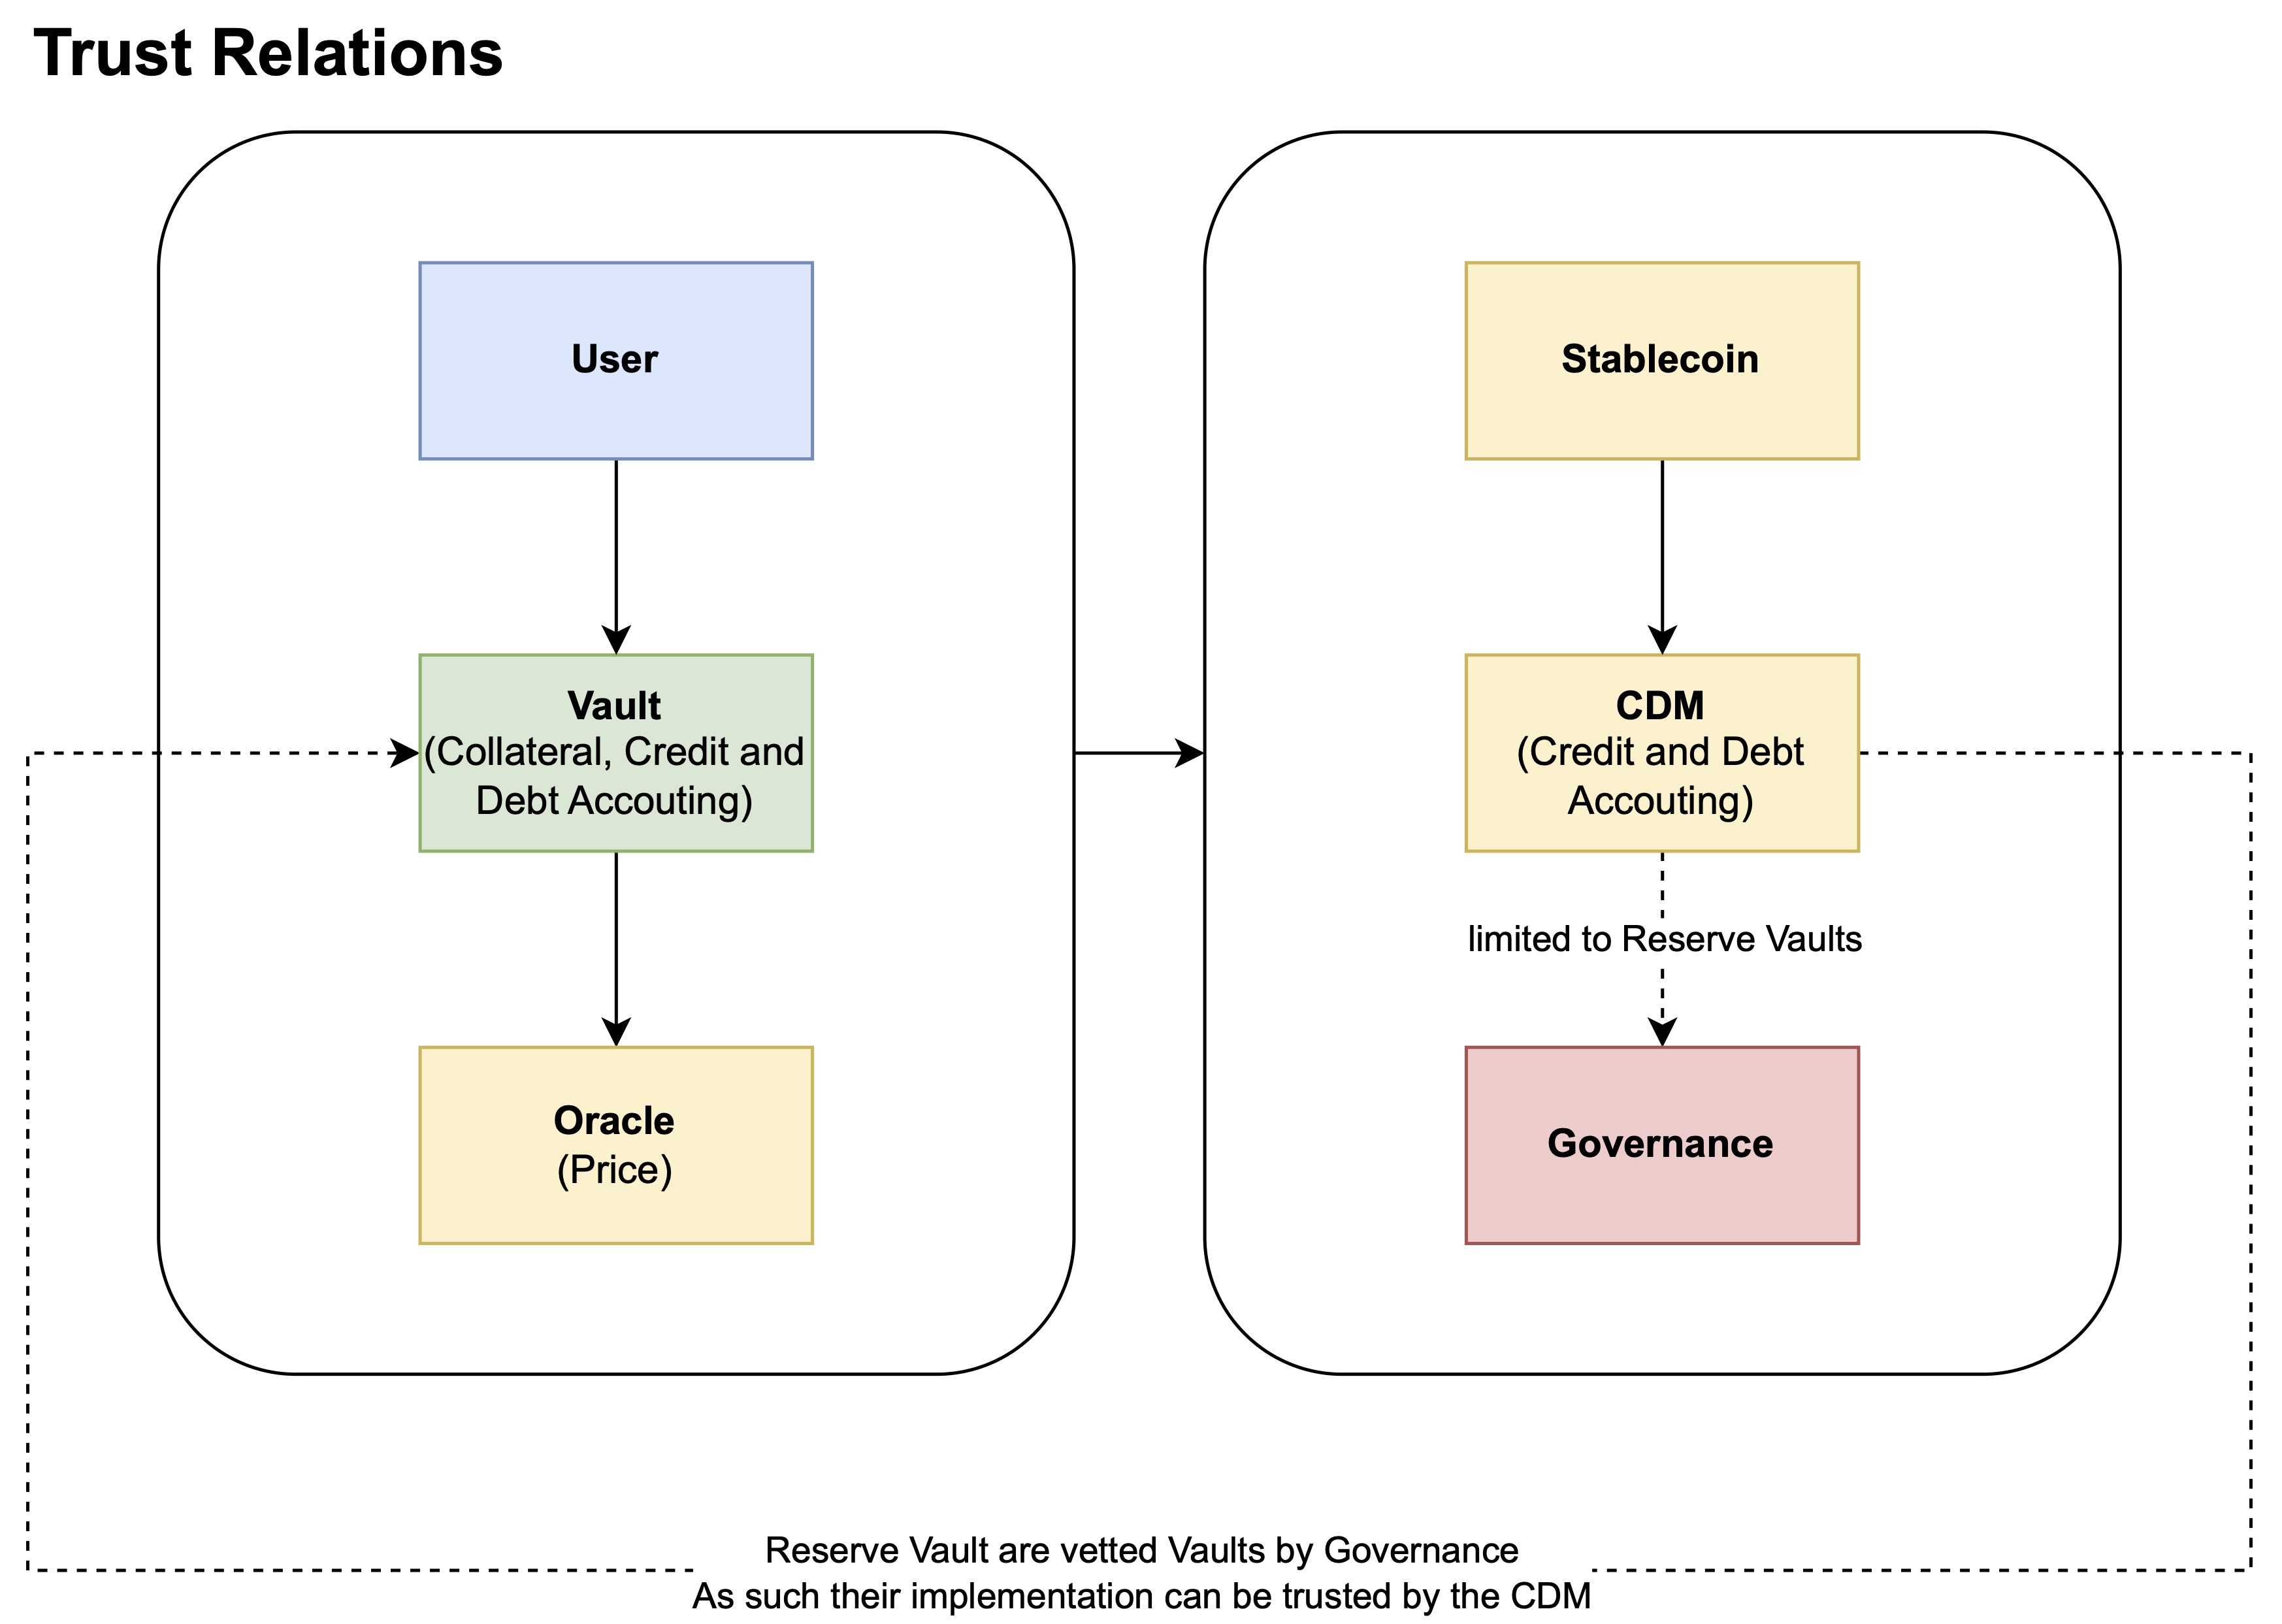 Trust Relations
User
Vault
(Collateral, Credit and
Debt Accouting)
Oracle
(Price)
Stablecoin
CDM
(Credit and Debt
Accouting)
limited to Reserve Vaults
Governance
Reserve Vault are vetted Vaults by Governance
As such their implementation can be trusted by the CDM